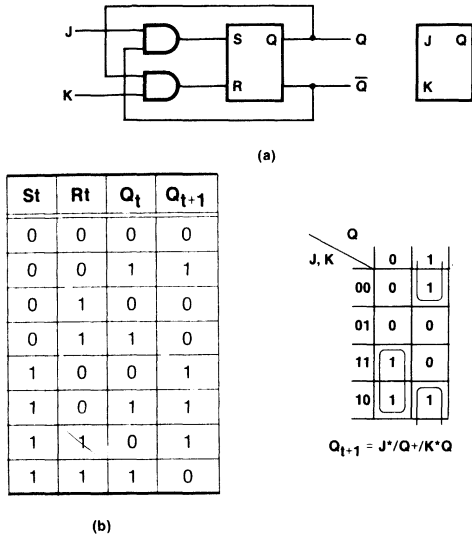 J S Q Q J Q
K R Q̅ K
(a)
St Rt Qt Qt+1
0 0 0 0
0 0 1 1
0 1 0 0
0 1 1 0
1 0 0 1
1 0 1 1
1 1 0 1
1 1 1 0
Q
J, K 0 1
00 0 1
01 0 0
11 1 0
10 1 1
Qt+1 = J*/Q+/K*Q
(b)